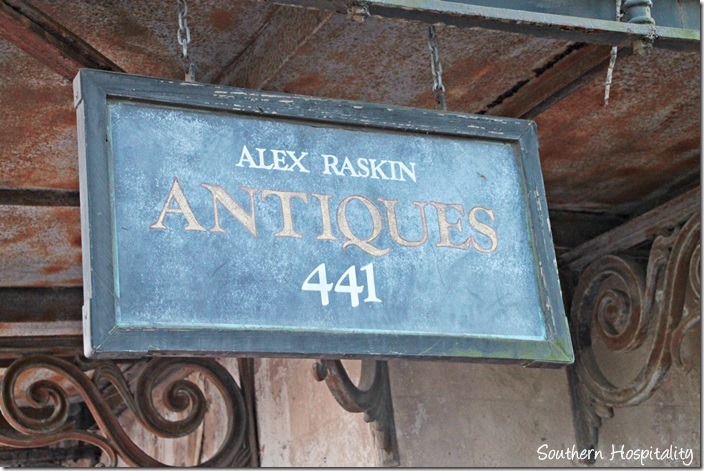 ALEX RASKIN
ANTIQUES
441
Southern Hospitality